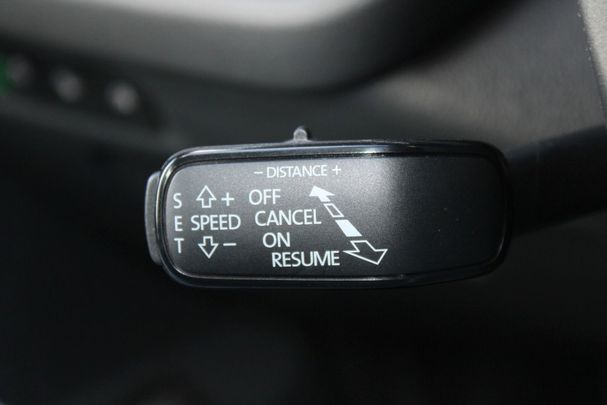 – DISTANCE +
S + OFF
E SPEED CANCEL
T – ON
RESUME